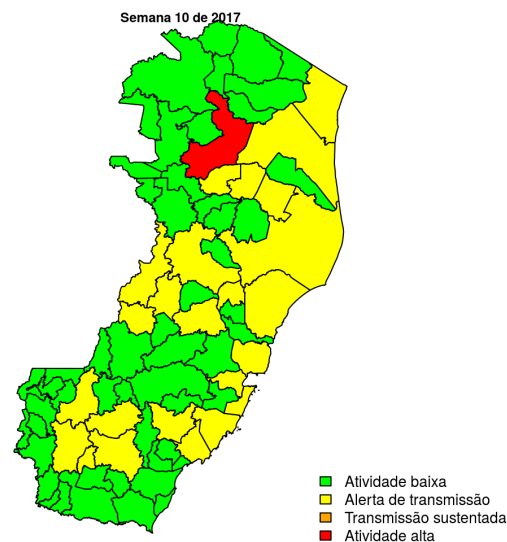 Semana 10 de 2017
Atividade baixa
Alerta de transmissão
Transmissão sustentada
Atividade alta